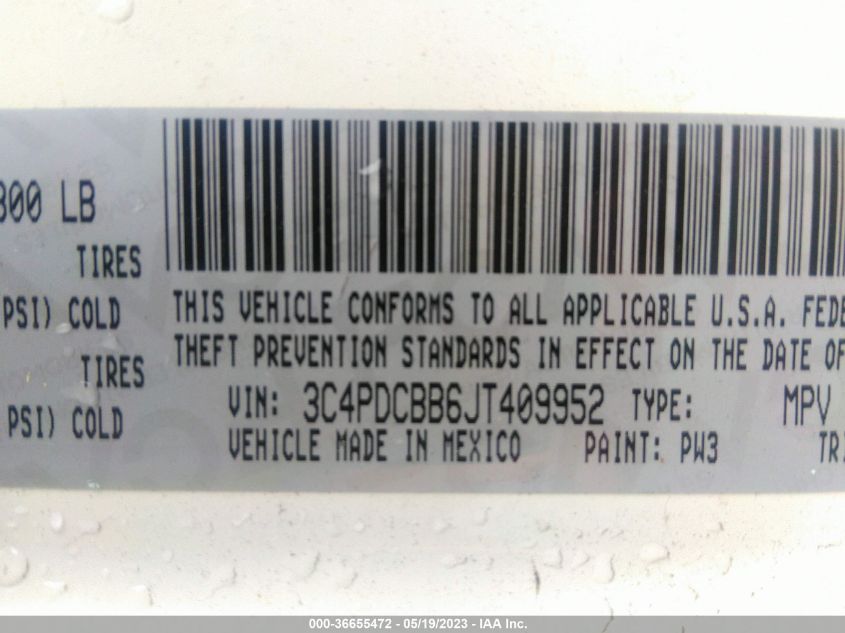 800 LB
TIRES
PSI) COLD
TIRES
PSI) COLD
THIS VEHICLE CONFORMS TO ALL APPLICABLE U.S.A. FEDE
THEFT PREVENTION STANDARDS IN EFFECT ON THE DATE OF
VIN: 3C4PDCBB6JT409952 TYPE: MPV
VEHICLE MADE IN MEXICO PAINT: PW3 TRI
000-36655472 - 05/19/2023 - IAA Inc.